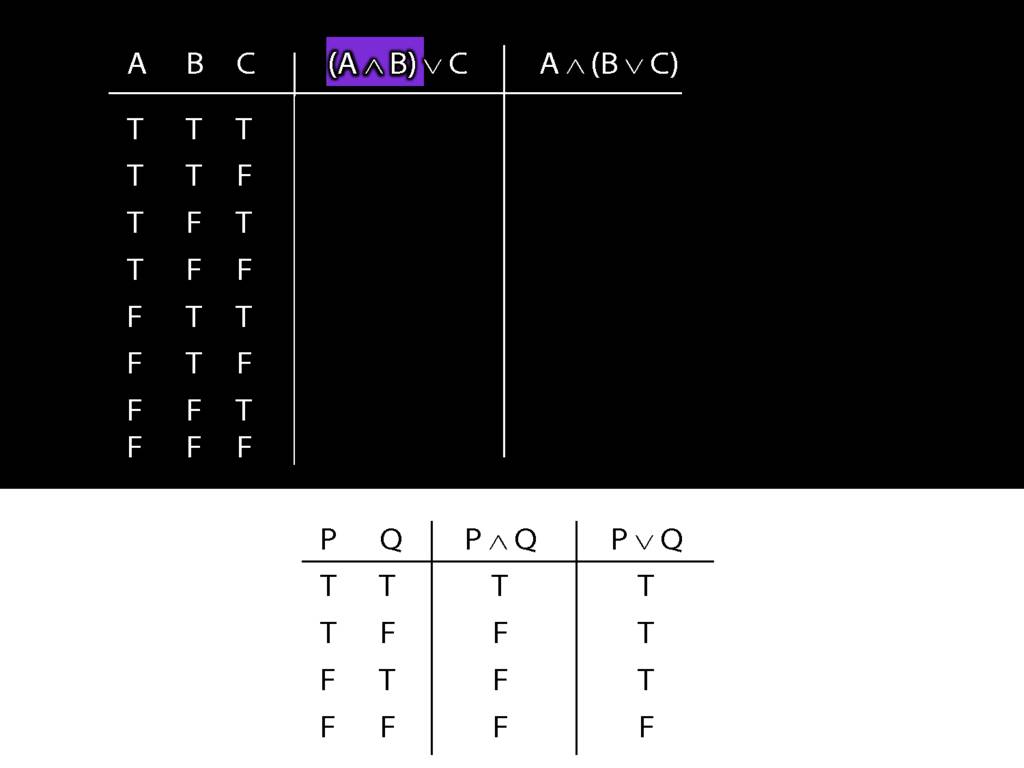 A B C (A ∧ B) ∨ C A ∧ (B ∨ C)
T T T
T T F
T F T
T F F
F T T
F T F
F F T
F F F
P Q P ∧ Q P ∨ Q
T T T T
T F F T
F T F T
F F F F